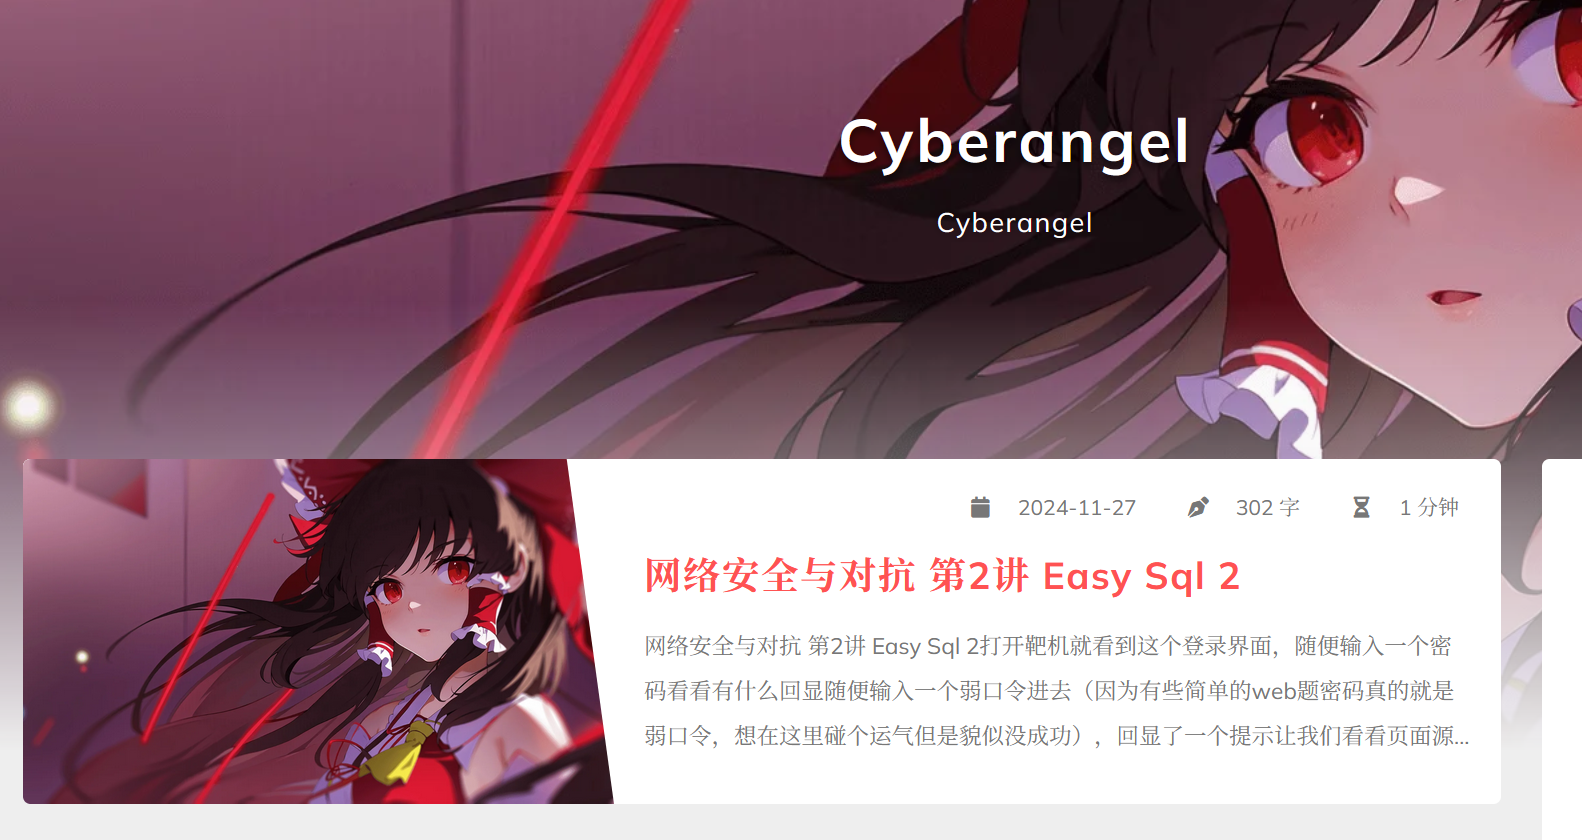 Cyberangel
Cyberangel
2024-11-27 302 字 1 分钟
网络安全与对抗 第2讲 Easy Sql 2
网络安全与对抗 第2讲 Easy Sql 2打开靶机就看到这个登录界面，随便输入一个密
码看看有什么回显随便输入一个弱口令进去（因为有些简单的web题密码真的就是
弱口令，想在这里碰个运气但是貌似没成功），回显了一个提示让我们看看页面源...